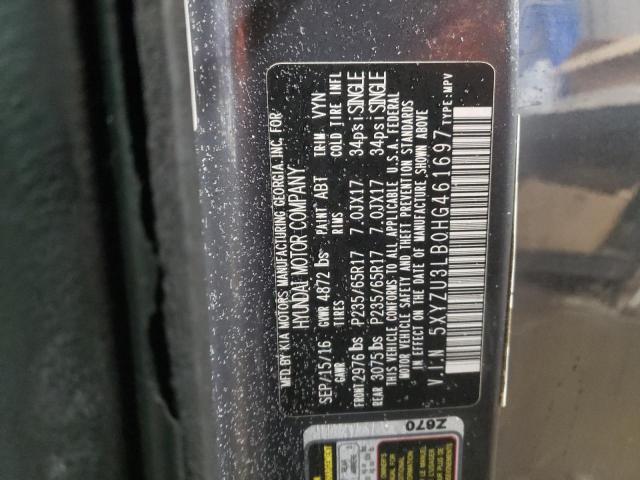 MFD.BY KIA MOTORS MANUFACTURING GEORGIA, INC. FOR
HYUNDAI MOTOR COMPANY
SEP/15/16 GVWR 4872 lbs PAINT ABT TRIM VYN
GAWR TIRES RIMS COLD TIRE INFL
FRONT 2976 lbs P235/65R17 7.0JX17 34psi SINGLE
REAR 3075 lbs P235/65R17 7.0JX17 34psi SINGLE
THIS VEHICLE CONFORMS TO ALL APPLICABLE U.S.A. FEDERAL
MOTOR VEHICLE SAFETY AND THEFT PREVENTION STANDARDS
IN EFFECT ON THE DATE OF MANUFACTURE SHOWN ABOVE
V.I.N 5XYZU3LB0HG461697 TYPE: MPV
Z670